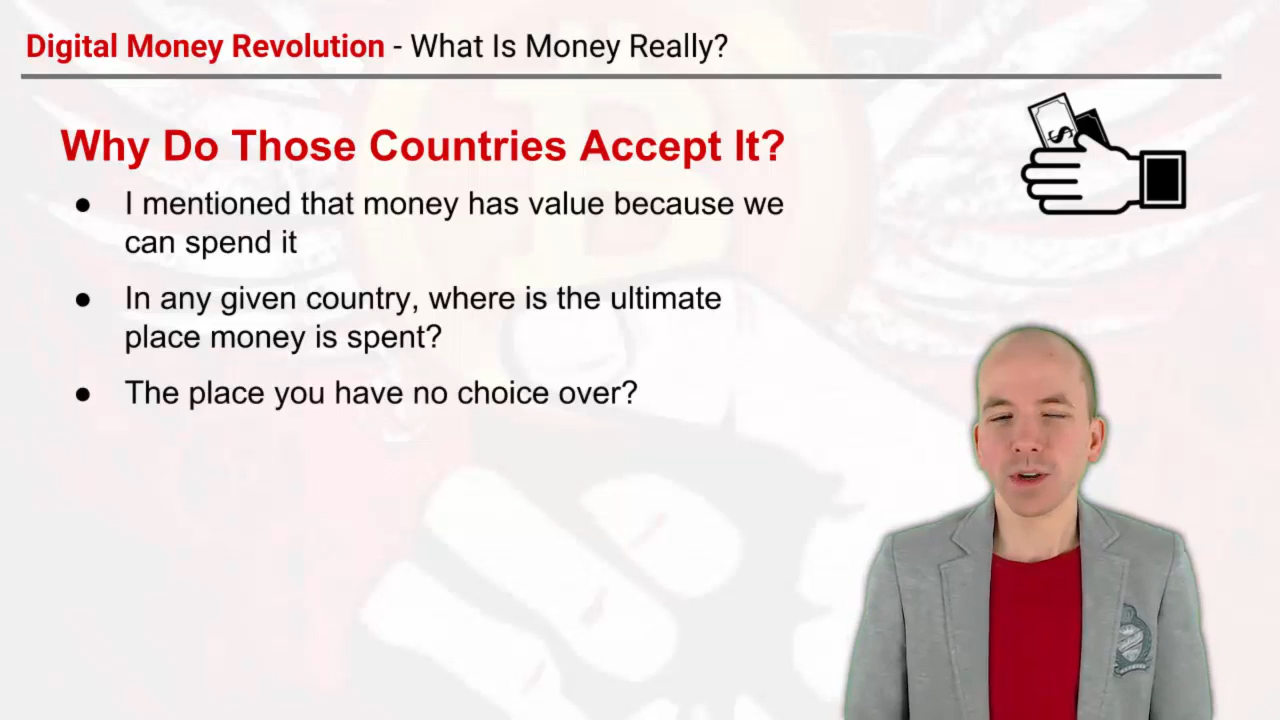 Digital Money Revolution - What Is Money Really?
Why Do Those Countries Accept It?
● I mentioned that money has value because we
can spend it
● In any given country, where is the ultimate
place money is spent?
● The place you have no choice over?